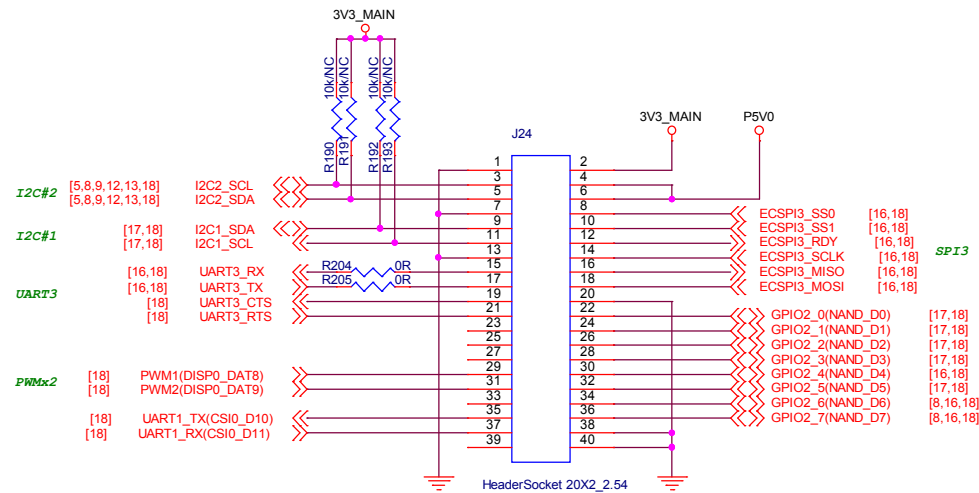 3V3_MAIN
10k/NC 10k/NC 10k/NC 10k/NC
R190 R191 R192 R193
3V3_MAIN P5V0
J24
1 2
3 4
I2C#2 [5,8,9,12,13,18] I2C2_SCL
[5,8,9,12,13,18] I2C2_SDA 5 6
7 8 ECSPI3_SS0 [16,18]
I2C#1 [17,18] I2C1_SDA 9 10 ECSPI3_SS1 [16,18]
[17,18] I2C1_SCL 11 12 ECSPI3_RDY [16,18]
13 14 ECSPI3_SCLK [16,18] SPI3
[16,18] UART3_RX R204 0R 15 16 ECSPI3_MISO [16,18]
[16,18] UART3_TX R205 0R 17 18 ECSPI3_MOSI [16,18]
UART3 [18] UART3_CTS 19 20
[18] UART3_RTS 21 22 GPIO2_0(NAND_D0) [17,18]
23 24 GPIO2_1(NAND_D1) [17,18]
25 26 GPIO2_2(NAND_D2) [17,18]
27 28 GPIO2_3(NAND_D3) [17,18]
PWMx2 [18] PWM1(DISP0_DAT8) 29 30 GPIO2_4(NAND_D4) [16,18]
[18] PWM2(DISP0_DAT9) 31 32 GPIO2_5(NAND_D5) [17,18]
33 34 GPIO2_6(NAND_D6) [8,16,18]
[18] UART1_TX(CSI0_D10) 35 36 GPIO2_7(NAND_D7) [8,16,18]
[18] UART1_RX(CSI0_D11) 37 38
39 40
HeaderSocket 20X2_2.54